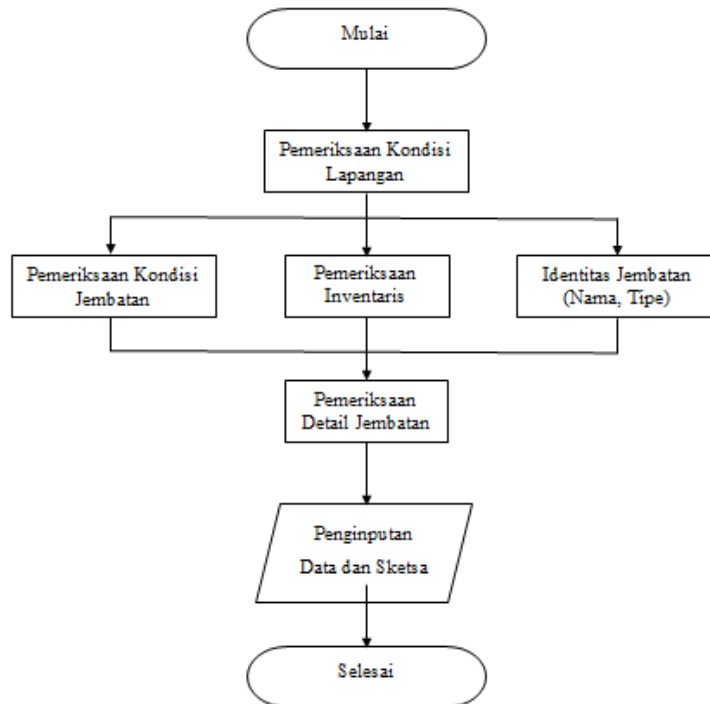 Mulai
Pemeriksaan Kondisi
Lapangan
Pemeriksaan Kondisi
Jembatan
Pemeriksaan
Inventaris
Identitas Jembatan
(Nama, Tipe)
Pemeriksaan
Detail Jembatan
Penginputan
Data dan Sketsa
Selesai